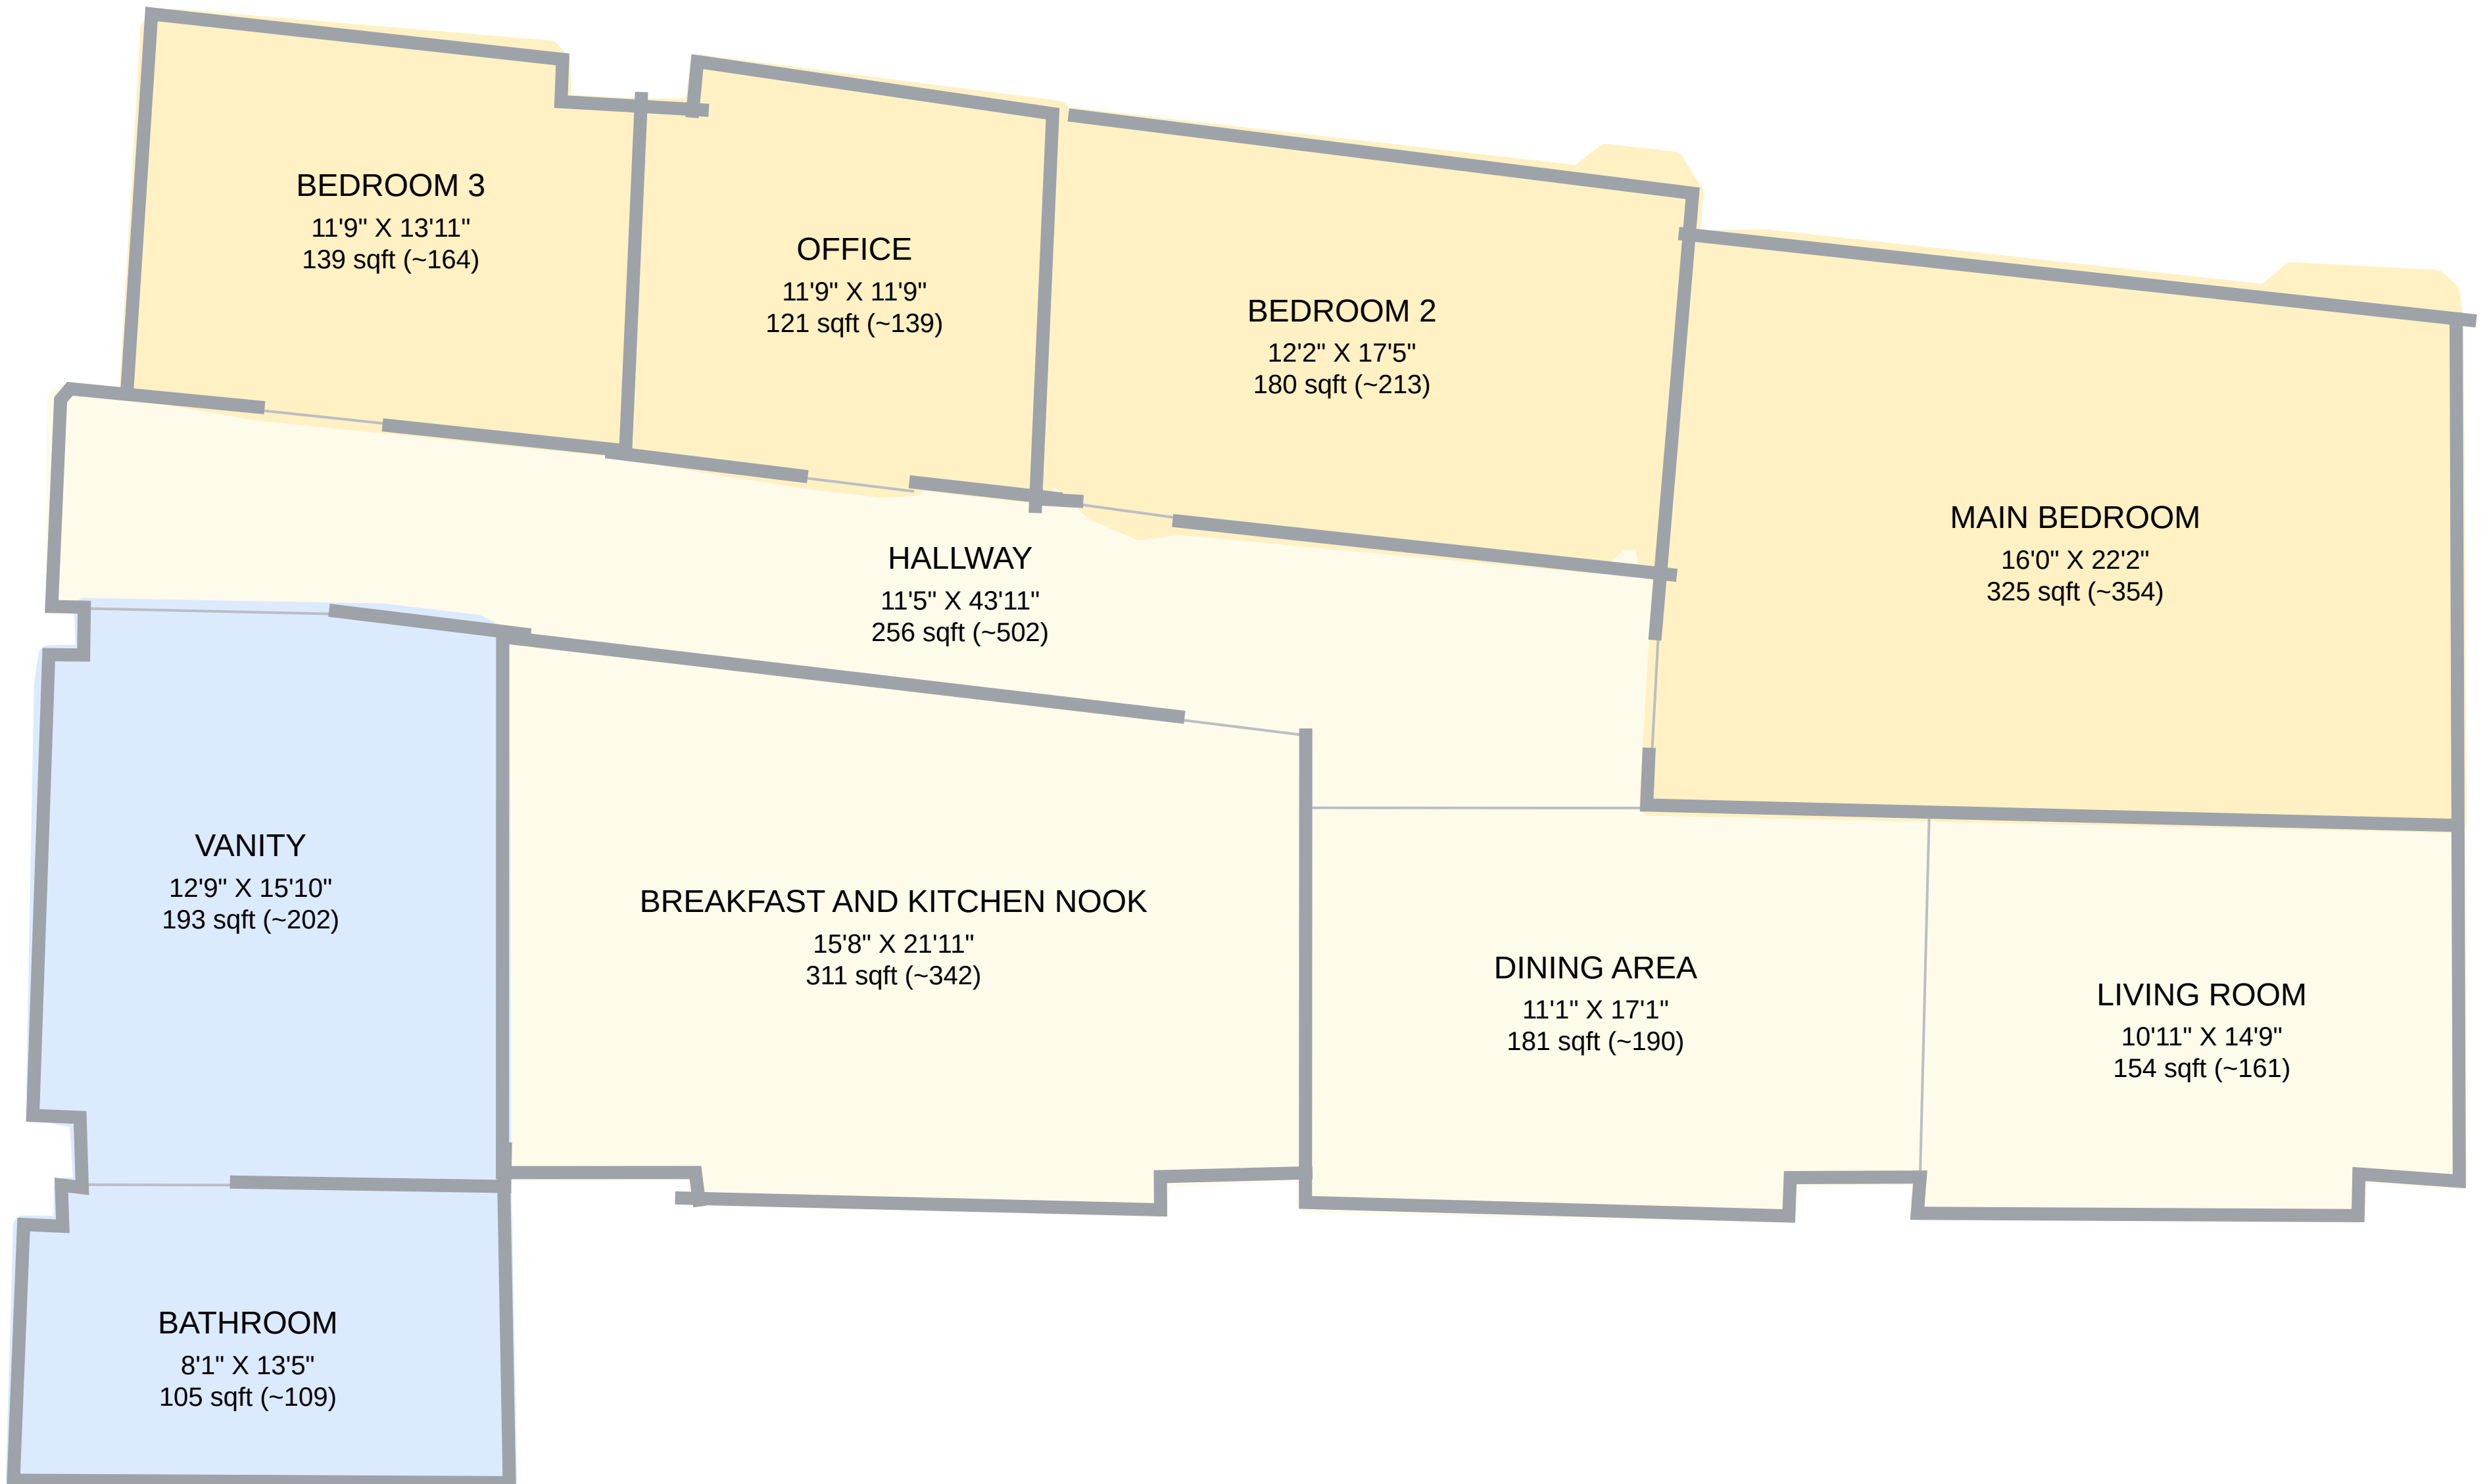 BEDROOM 3
11'9" X 13'11"
139 sqft (~164)
OFFICE
11'9" X 11'9"
121 sqft (~139)
BEDROOM 2
12'2" X 17'5"
180 sqft (~213)
MAIN BEDROOM
16'0" X 22'2"
325 sqft (~354)
HALLWAY
11'5" X 43'11"
256 sqft (~502)
VANITY
12'9" X 15'10"
193 sqft (~202)
BREAKFAST AND KITCHEN NOOK
15'8" X 21'11"
311 sqft (~342)
DINING AREA
11'1" X 17'1"
181 sqft (~190)
LIVING ROOM
10'11" X 14'9"
154 sqft (~161)
BATHROOM
8'1" X 13'5"
105 sqft (~109)